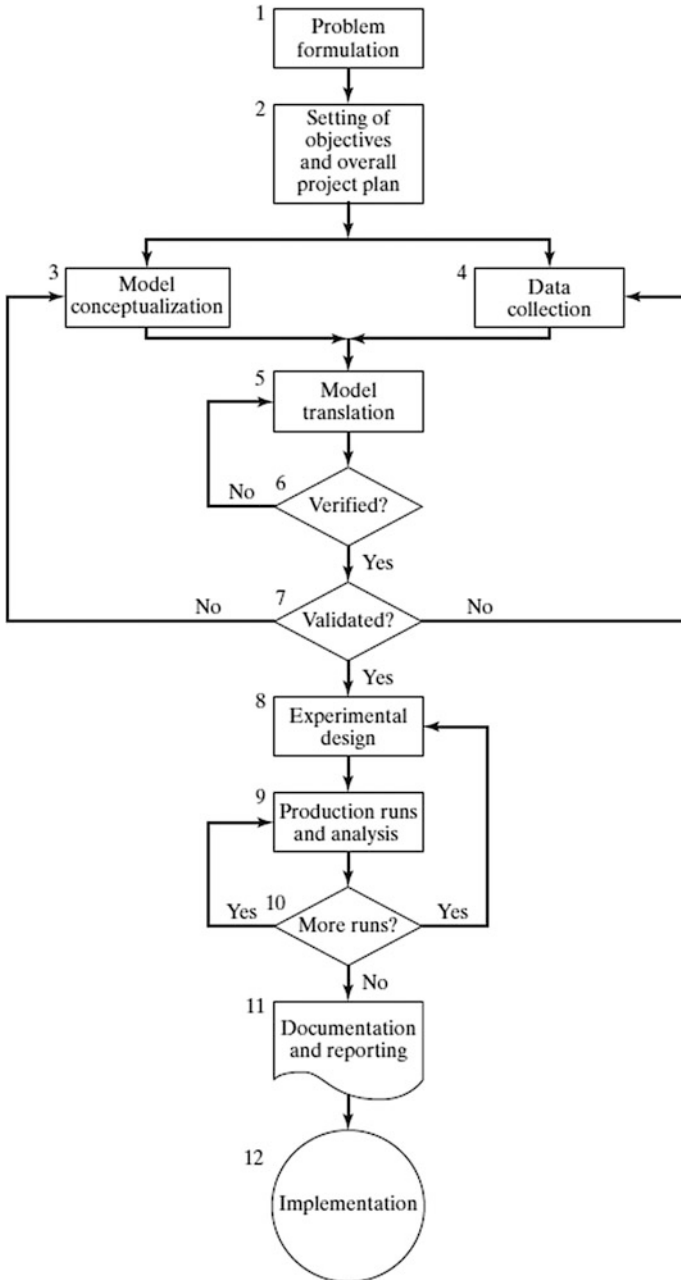 1
Problem
formulation
2
Setting of
objectives
and overall
project plan
3
Model
conceptualization
4
Data
collection
5
Model
translation
6
No
Verified?
Yes
7
No
Validated?
No
Yes
8
Experimental
design
9
Production runs
and analysis
10
Yes
More runs?
Yes
No
11
Documentation
and reporting
12
Implementation